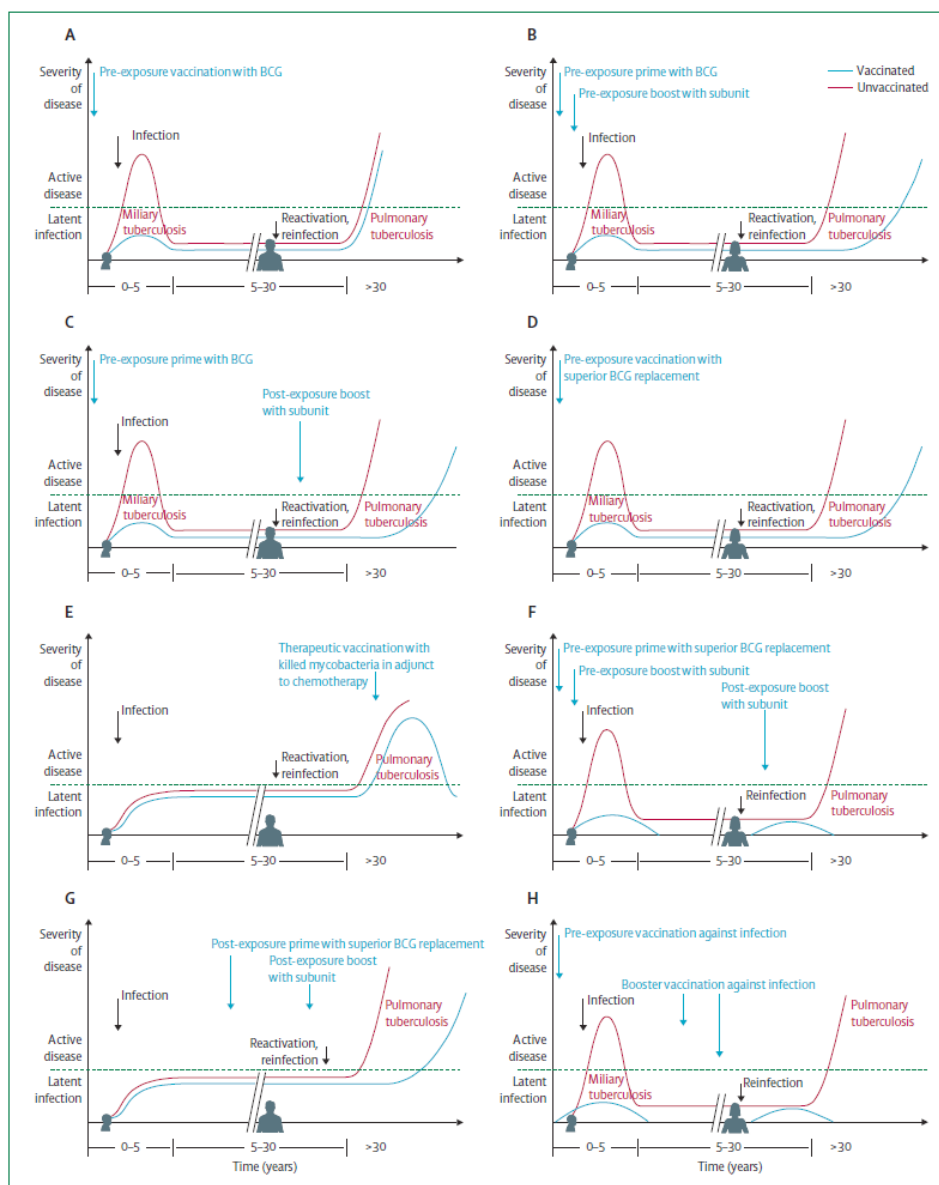 A
Severity
of
disease
Pre-exposure vaccination with BCG
Infection
Active
disease
Latent
infection
Miliary
tuberculosis
Reactivation,
reinfection
Pulmonary
tuberculosis
0–5
5–30
>30
B
Severity
of
disease
Pre-exposure prime with BCG
Pre-exposure boost with subunit
Vaccinated
Unvaccinated
Infection
Active
disease
Latent
infection
Miliary
tuberculosis
Reactivation,
reinfection
Pulmonary
tuberculosis
0–5
5–30
>30
C
Severity
of
disease
Pre-exposure prime with BCG
Post-exposure boost
with subunit
Infection
Active
disease
Latent
infection
Miliary
tuberculosis
Reactivation,
reinfection
Pulmonary
tuberculosis
0–5
5–30
>30
D
Severity
of
disease
Pre-exposure vaccination with
superior BCG replacement
Active
disease
Latent
infection
Miliary
tuberculosis
Reactivation,
reinfection
Pulmonary
tuberculosis
0–5
5–30
>30
E
Severity
of
disease
Therapeutic vaccination with
killed mycobacteria in adjunct
to chemotherapy
Infection
Active
disease
Latent
infection
Reactivation,
reinfection
Pulmonary
tuberculosis
0–5
5–30
>30
F
Severity
of
disease
Pre-exposure prime with superior BCG replacement
Pre-exposure boost with subunit
Post-exposure boost
with subunit
Infection
Active
disease
Latent
infection
Reinfection
Pulmonary
tuberculosis
0–5
5–30
>30
G
Severity
of
disease
Post-exposure prime with superior BCG replacement
Post-exposure boost
with subunit
Infection
Pulmonary
tuberculosis
Active
disease
Latent
infection
Reactivation,
reinfection
0–5
5–30
>30
Time (years)
H
Severity
of
disease
Pre-exposure vaccination against infection
Booster vaccination against infection
Infection
Pulmonary
tuberculosis
Active
disease
Latent
infection
Miliary
tuberculosis
Reinfection
0–5
5–30
>30
Time (years)